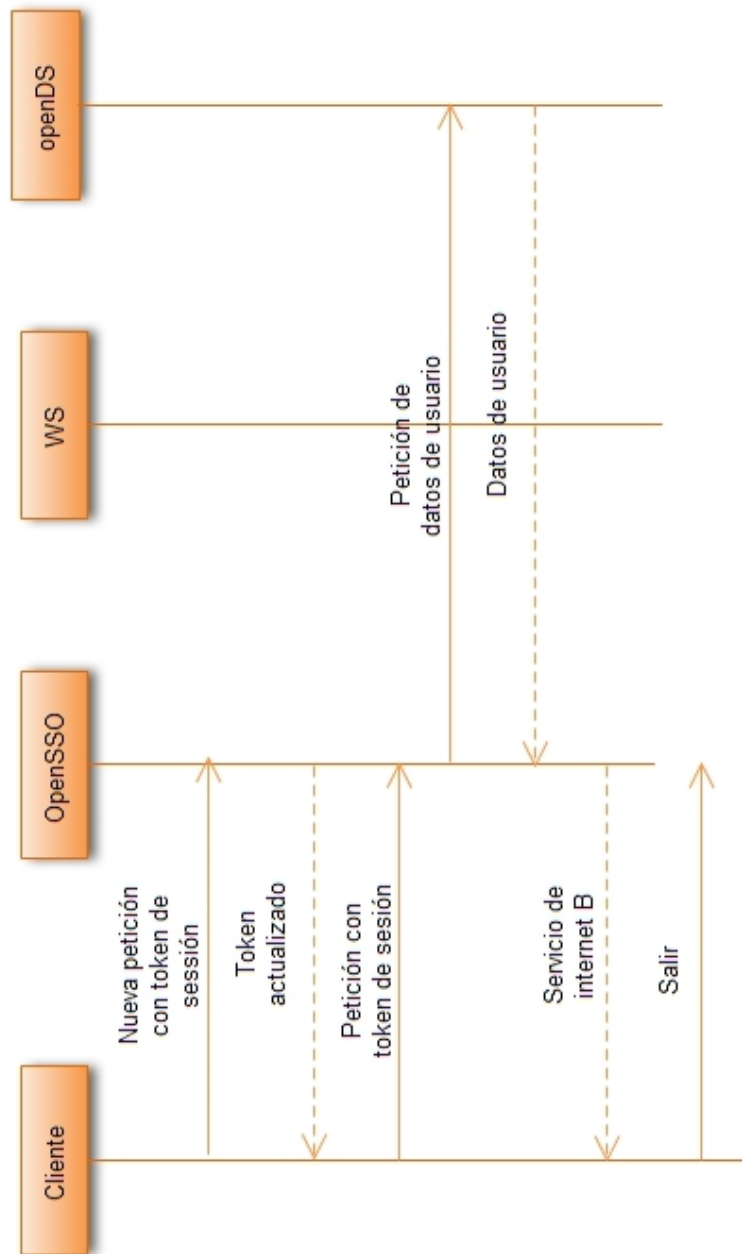 Cliente
OpenSSO
WS
openDS
Nueva petición
con token de
sessión
Token
actualizado
Petición con
token de sesión
Petición de
datos de usuario
Datos de usuario
Servicio de
internet B
Salir